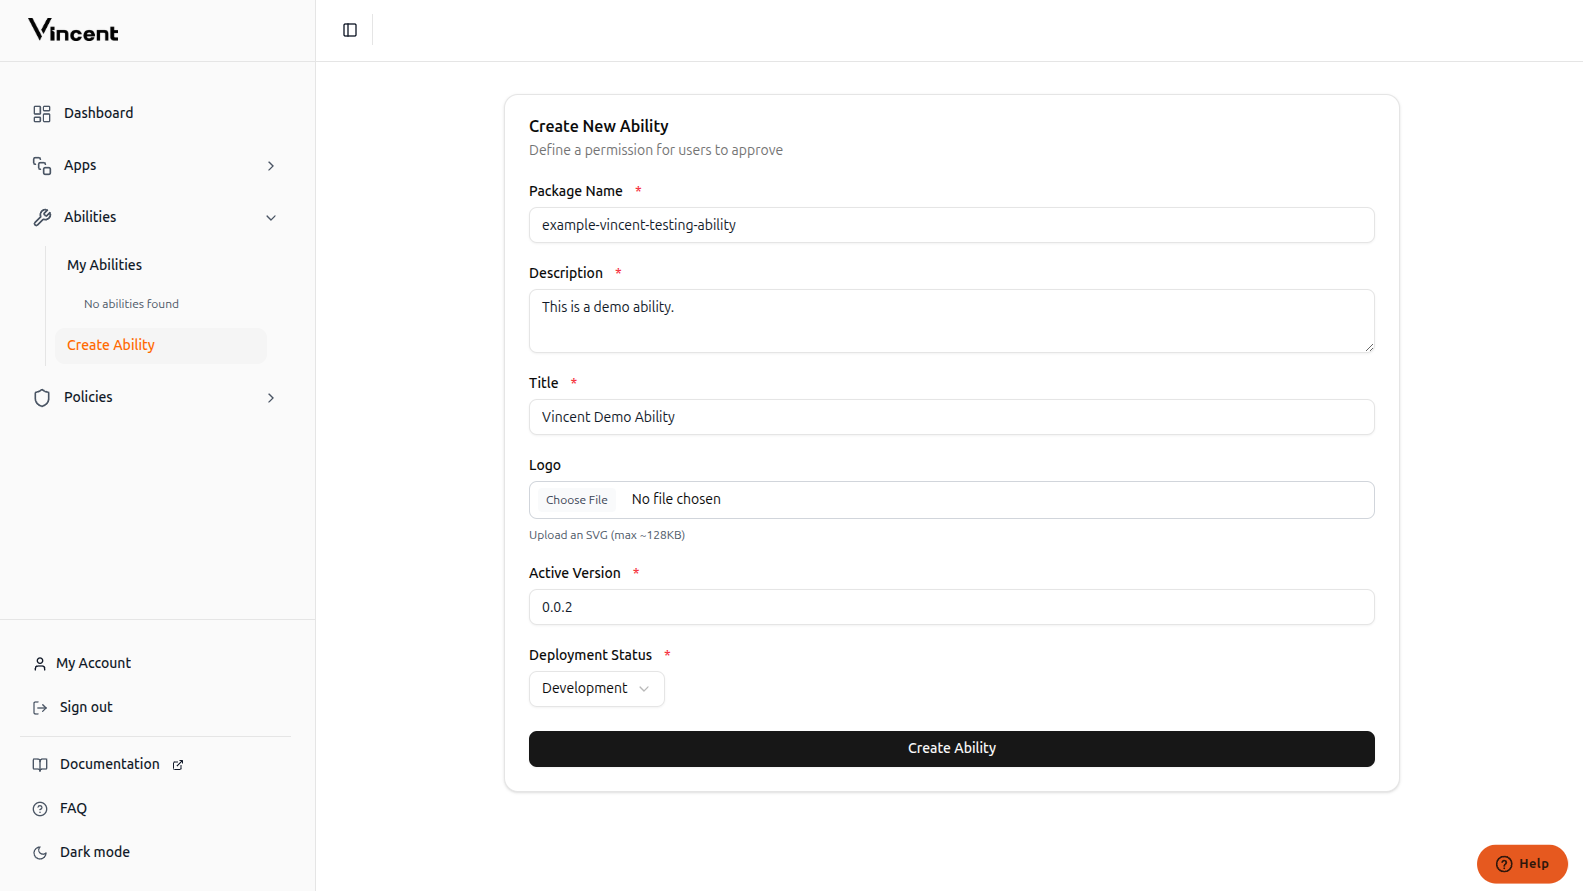 Vincent
Dashboard
Apps
Abilities
My Abilities
No abilities found
Create Ability
Policies
My Account
Sign out
Documentation
FAQ
Dark mode
Create New Ability
Define a permission for users to approve
Package Name *
example-vincent-testing-ability
Description *
This is a demo ability.
Title *
Vincent Demo Ability
Logo
Choose File No file chosen
Upload an SVG (max ~128KB)
Active Version *
0.0.2
Deployment Status *
Development
Create Ability
Help